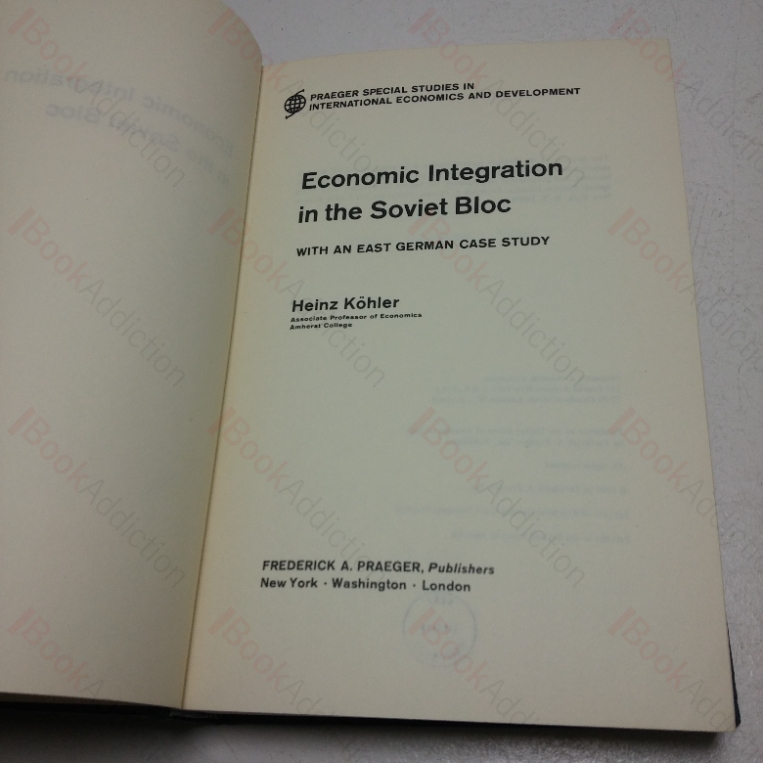 PRAEGER SPECIAL STUDIES IN
INTERNATIONAL ECONOMICS AND DEVELOPMENT
Economic Integration
in the Soviet Bloc
WITH AN EAST GERMAN CASE STUDY
Heinz Köhler
Associate Professor of Economics
Amherst College
FREDERICK A. PRAEGER, Publishers
New York · Washington · London
BookAddiction